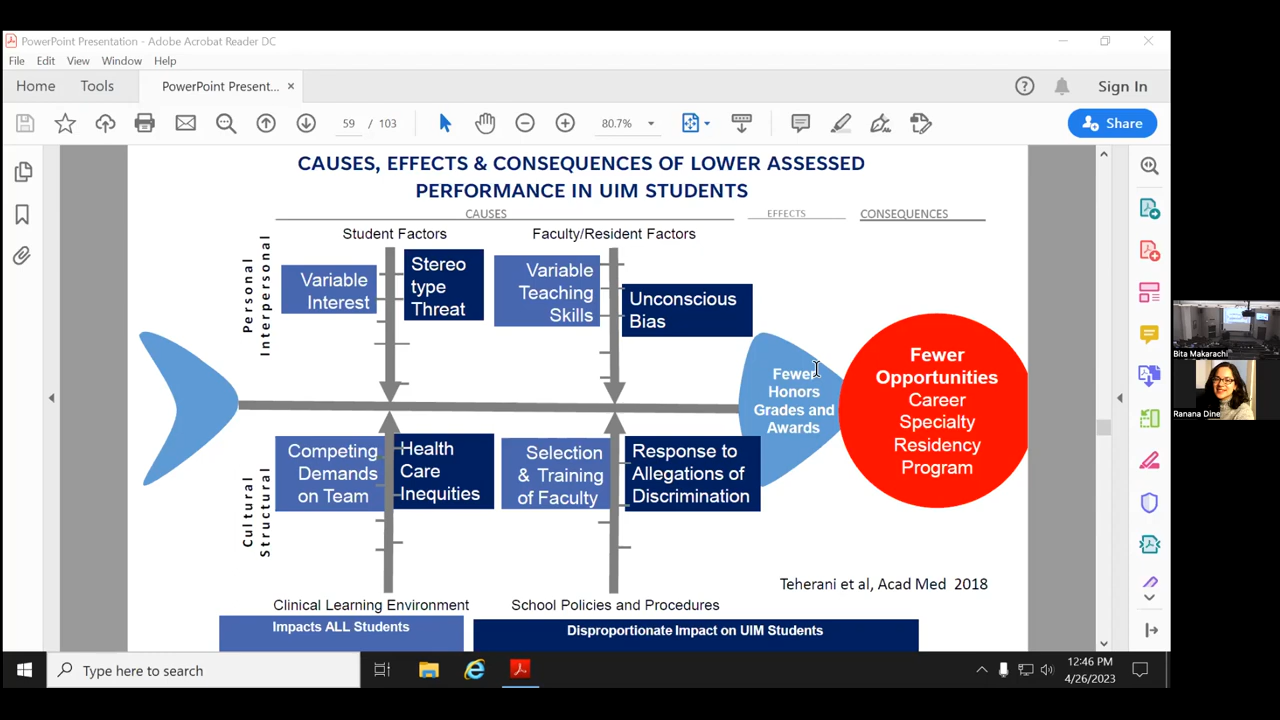 PowerPoint Presentation - Adobe Acrobat Reader DC
File Edit View Window Help
Home Tools PowerPoint Present... ×
Sign In
59 / 103
80.7%
Share
CAUSES, EFFECTS & CONSEQUENCES OF LOWER ASSESSED
PERFORMANCE IN UIM STUDENTS
CAUSES
EFFECTS
CONSEQUENCES
Student Factors
Faculty/Resident Factors
Personal
Interpersonal
Variable
Interest
Stereo
type
Threat
Variable
Teaching
Skills
Unconscious
Bias
Fewer
Honors
Grades and
Awards
Fewer
Opportunities
Career
Specialty
Residency
Program
Cultural
Structural
Competing
Demands
on Team
Health
Care
Inequities
Selection
& Training
of Faculty
Response to
Allegations of
Discrimination
Teherani et al, Acad Med 2018
Clinical Learning Environment
School Policies and Procedures
Impacts ALL Students
Disproportionate Impact on UIM Students
Bita Makarachi
Ranana Dine
Type here to search
12:46 PM
4/26/2023